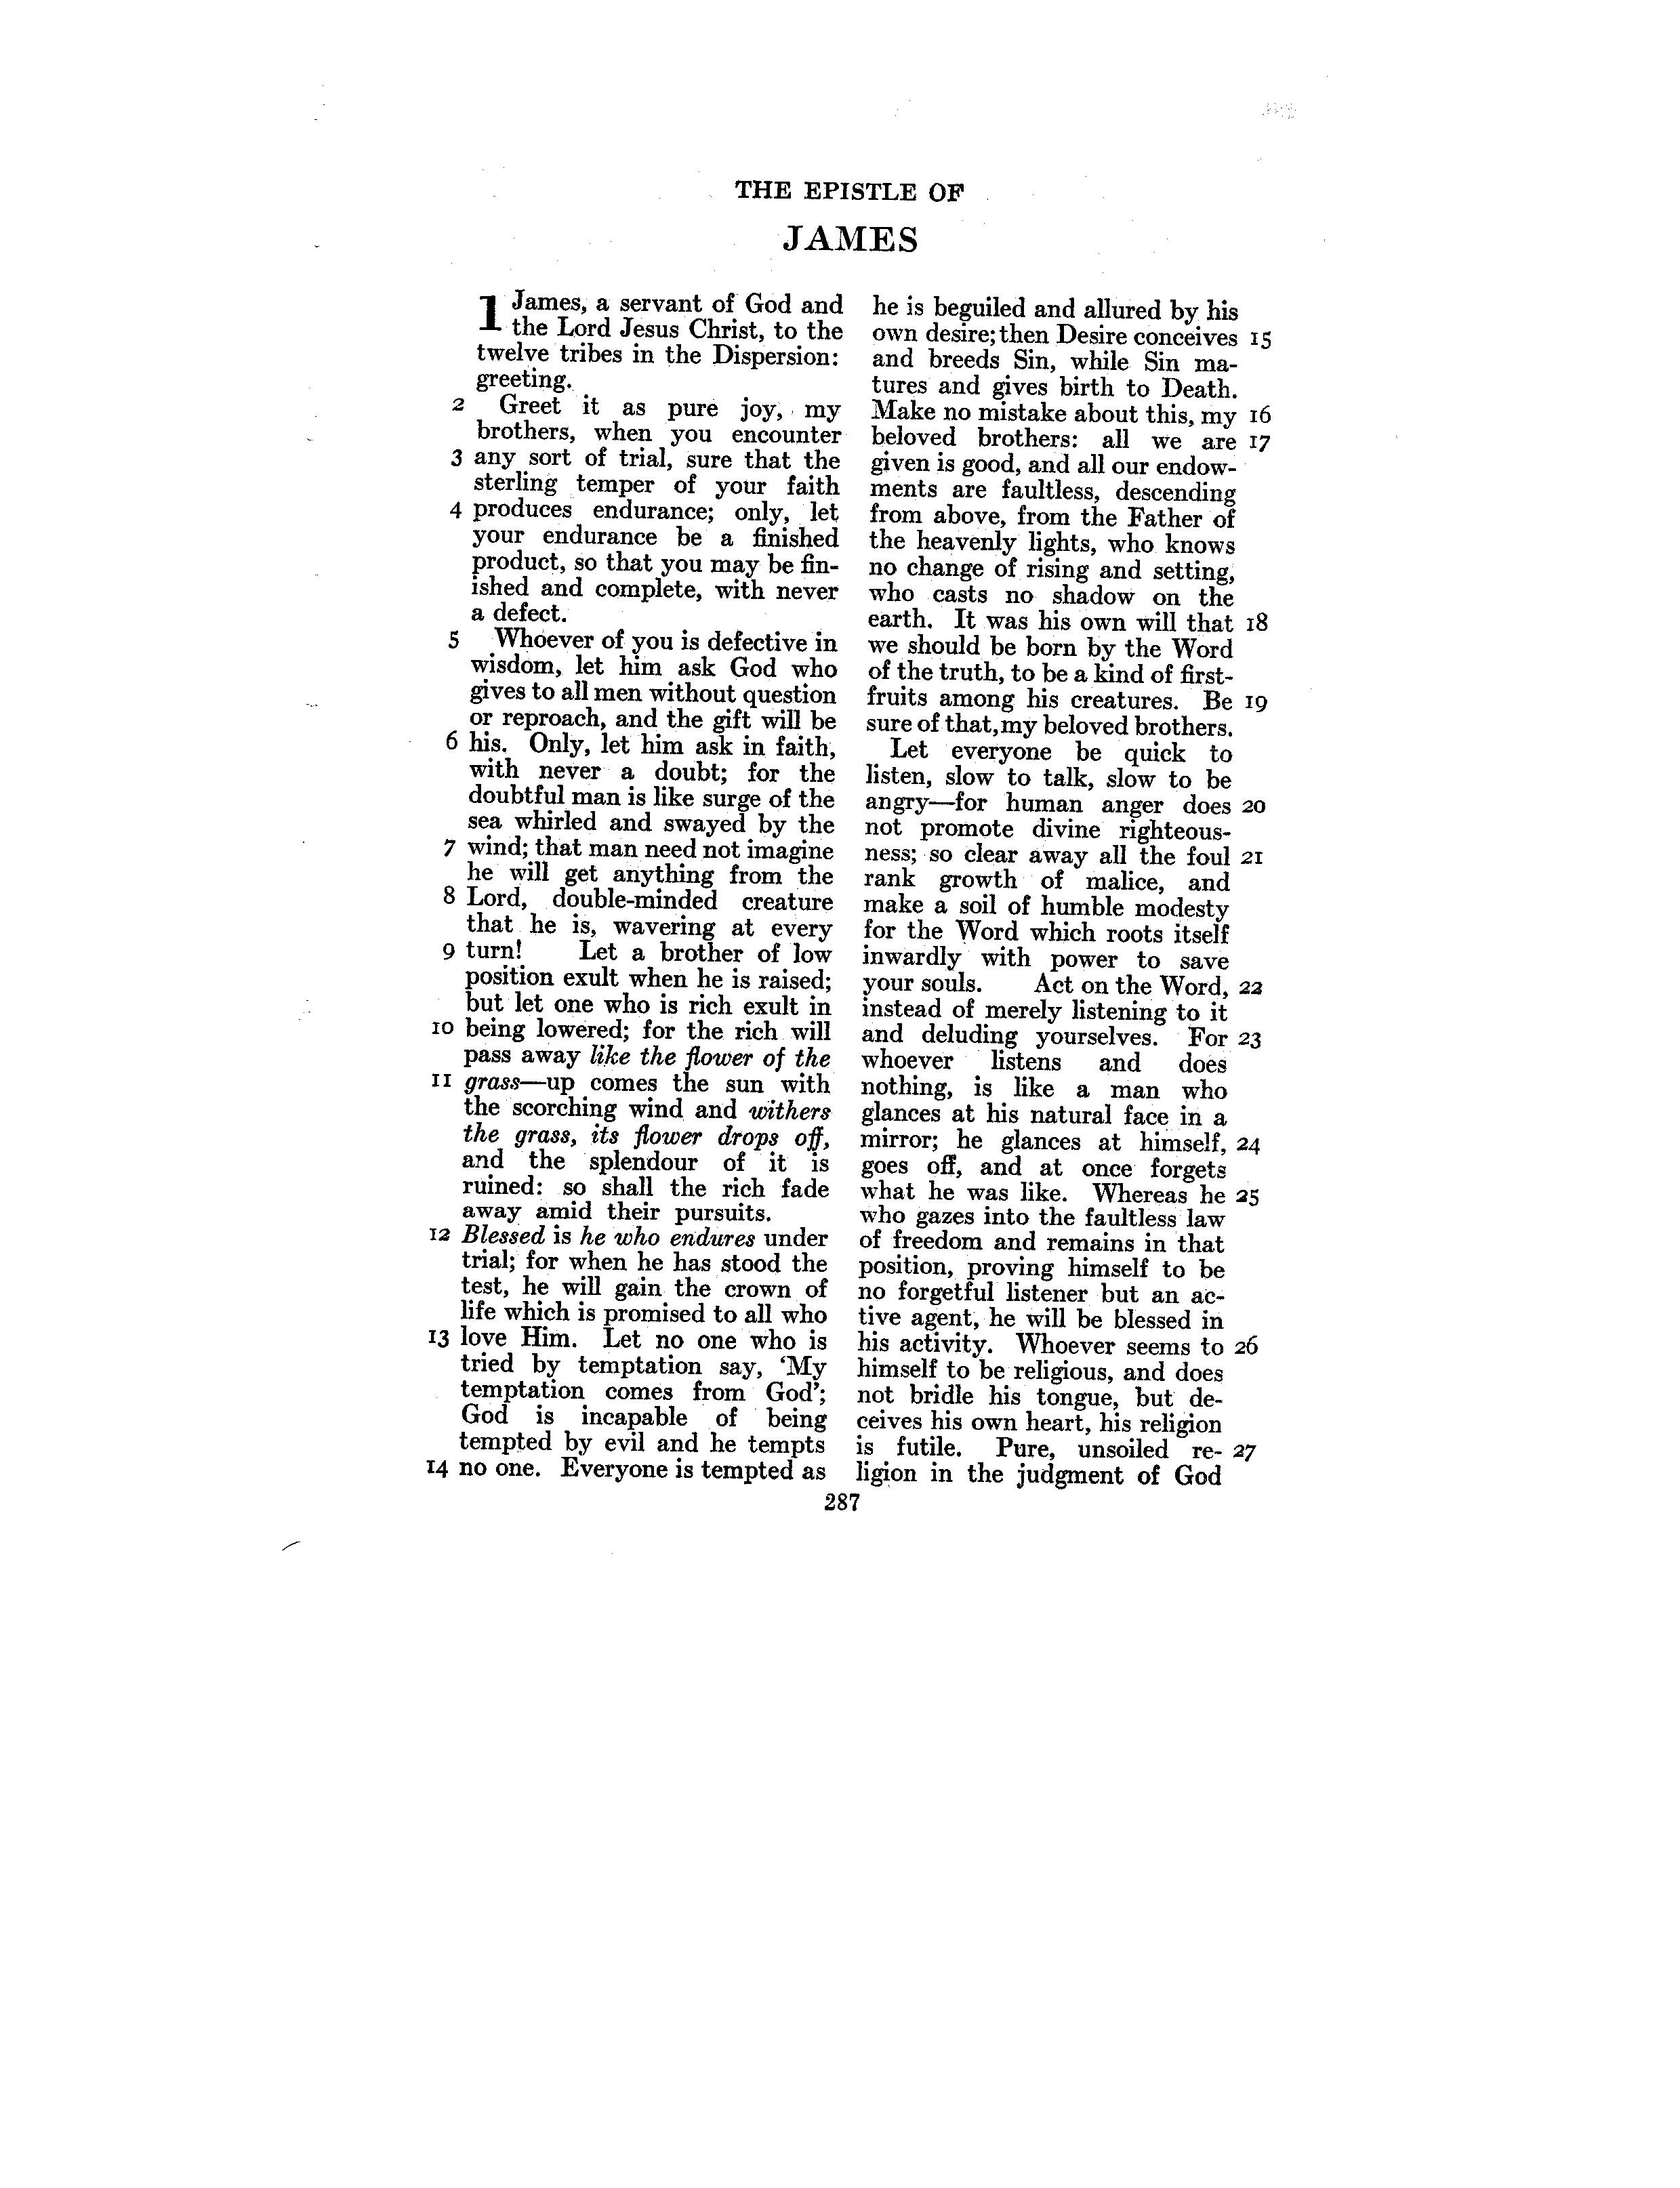 THE EPISTLE OF
JAMES
1 James, a servant of God and
the Lord Jesus Christ, to the
twelve tribes in the Dispersion:
greeting.
2 Greet it as pure joy, my
brothers, when you encounter
3 any sort of trial, sure that the
sterling temper of your faith
4 produces endurance; only, let
your endurance be a finished
product, so that you may be fin-
ished and complete, with never
a defect.
5 Whoever of you is defective in
wisdom, let him ask God who
gives to all men without question
or reproach, and the gift will be
6 his. Only, let him ask in faith,
with never a doubt; for the
doubtful man is like surge of the
sea whirled and swayed by the
7 wind; that man need not imagine
he will get anything from the
8 Lord, double-minded creature
that he is, wavering at every
9 turn! Let a brother of low
position exult when he is raised;
but let one who is rich exult in
10 being lowered; for the rich will
pass away like the flower of the
11 grass—up comes the sun with
the scorching wind and withers
the grass, its flower drops off,
and the splendour of it is
ruined: so shall the rich fade
away amid their pursuits.
12 Blessed is he who endures under
trial; for when he has stood the
test, he will gain the crown of
life which is promised to all who
13 love Him. Let no one who is
tried by temptation say, ‘My
temptation comes from God’;
God is incapable of being
tempted by evil and he tempts
14 no one. Everyone is tempted as
he is beguiled and allured by his
own desire; then Desire conceives 15
and breeds Sin, while Sin ma-
tures and gives birth to Death.
Make no mistake about this, my 16
beloved brothers: all we are 17
given is good, and all our endow-
ments are faultless, descending
from above, from the Father of
the heavenly lights, who knows
no change of rising and setting,
who casts no shadow on the
earth. It was his own will that 18
we should be born by the Word
of the truth, to be a kind of first-
fruits among his creatures. Be 19
sure of that, my beloved brothers.
Let everyone be quick to
listen, slow to talk, slow to be
angry—for human anger does 20
not promote divine righteous-
ness; so clear away all the foul 21
rank growth of malice, and
make a soil of humble modesty
for the Word which roots itself
inwardly with power to save
your souls. Act on the Word, 22
instead of merely listening to it
and deluding yourselves. For 23
whoever listens and does
nothing, is like a man who
glances at his natural face in a
mirror; he glances at himself, 24
goes off, and at once forgets
what he was like. Whereas he 25
who gazes into the faultless law
of freedom and remains in that
position, proving himself to be
no forgetful listener but an ac-
tive agent, he will be blessed in
his activity. Whoever seems to 26
himself to be religious, and does
not bridle his tongue, but de-
ceives his own heart, his religion
is futile. Pure, unsoiled re- 27
ligion in the judgment of God
287